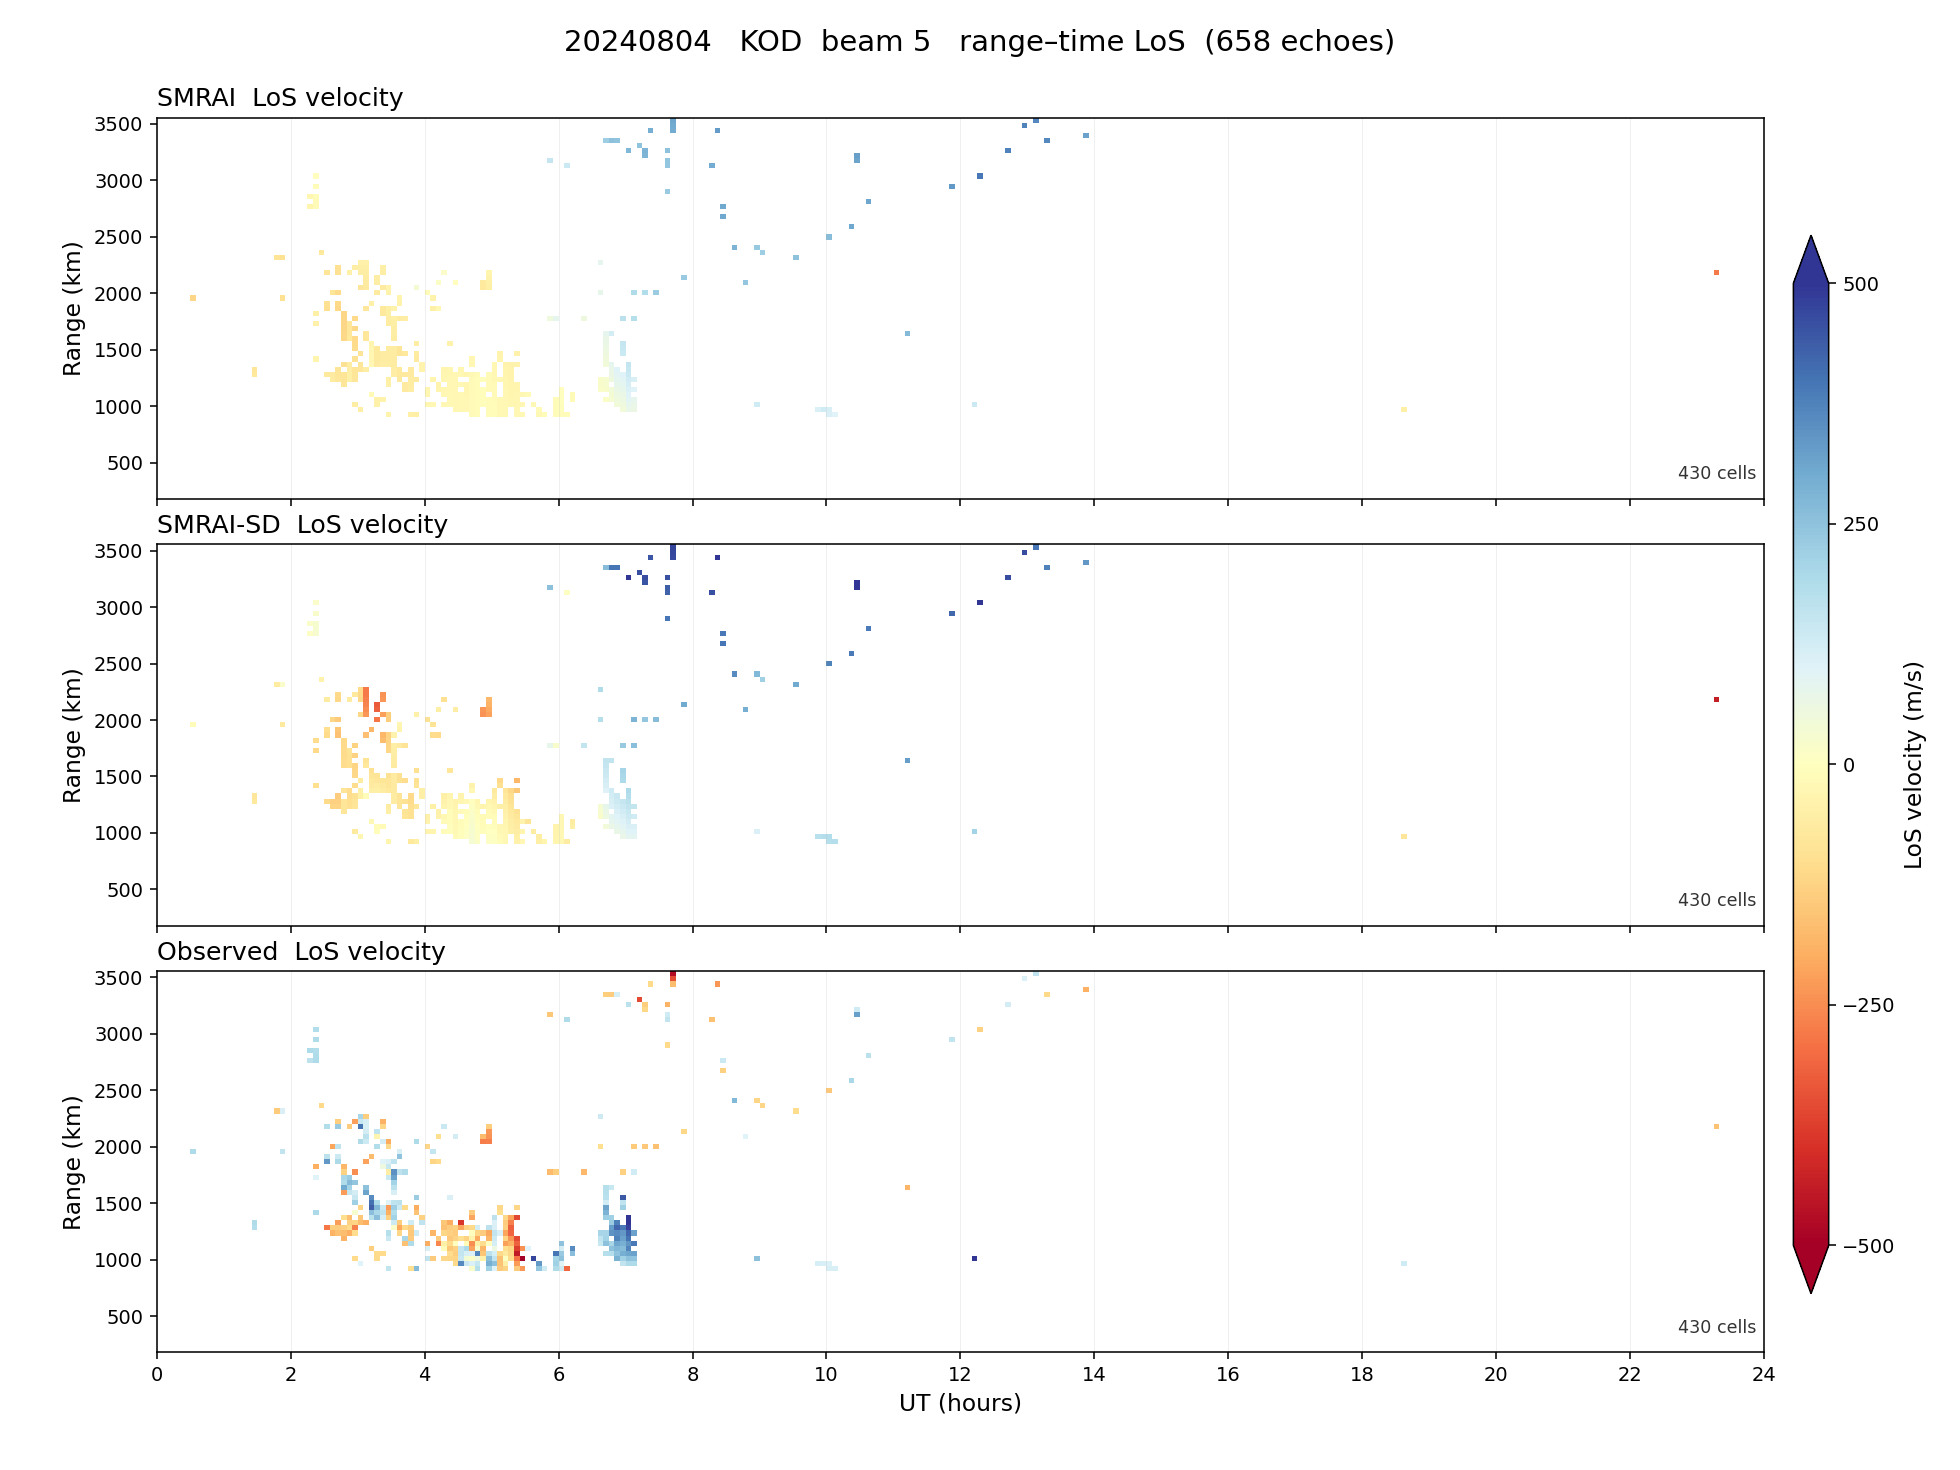 20240804   KOD  beam 5   range–time LoS  (658 echoes)
SMRAI  LoS velocity
3500
3000
2500
2000
1500
1000
500
Range (km)
430 cells
SMRAI-SD  LoS velocity
3500
3000
2500
2000
1500
1000
500
Range (km)
430 cells
Observed  LoS velocity
3500
3000
2500
2000
1500
1000
500
Range (km)
430 cells
0 2 4 6 8 10 12 14 16 18 20 22 24
UT (hours)
500
250
0
−250
−500
LoS velocity (m/s)